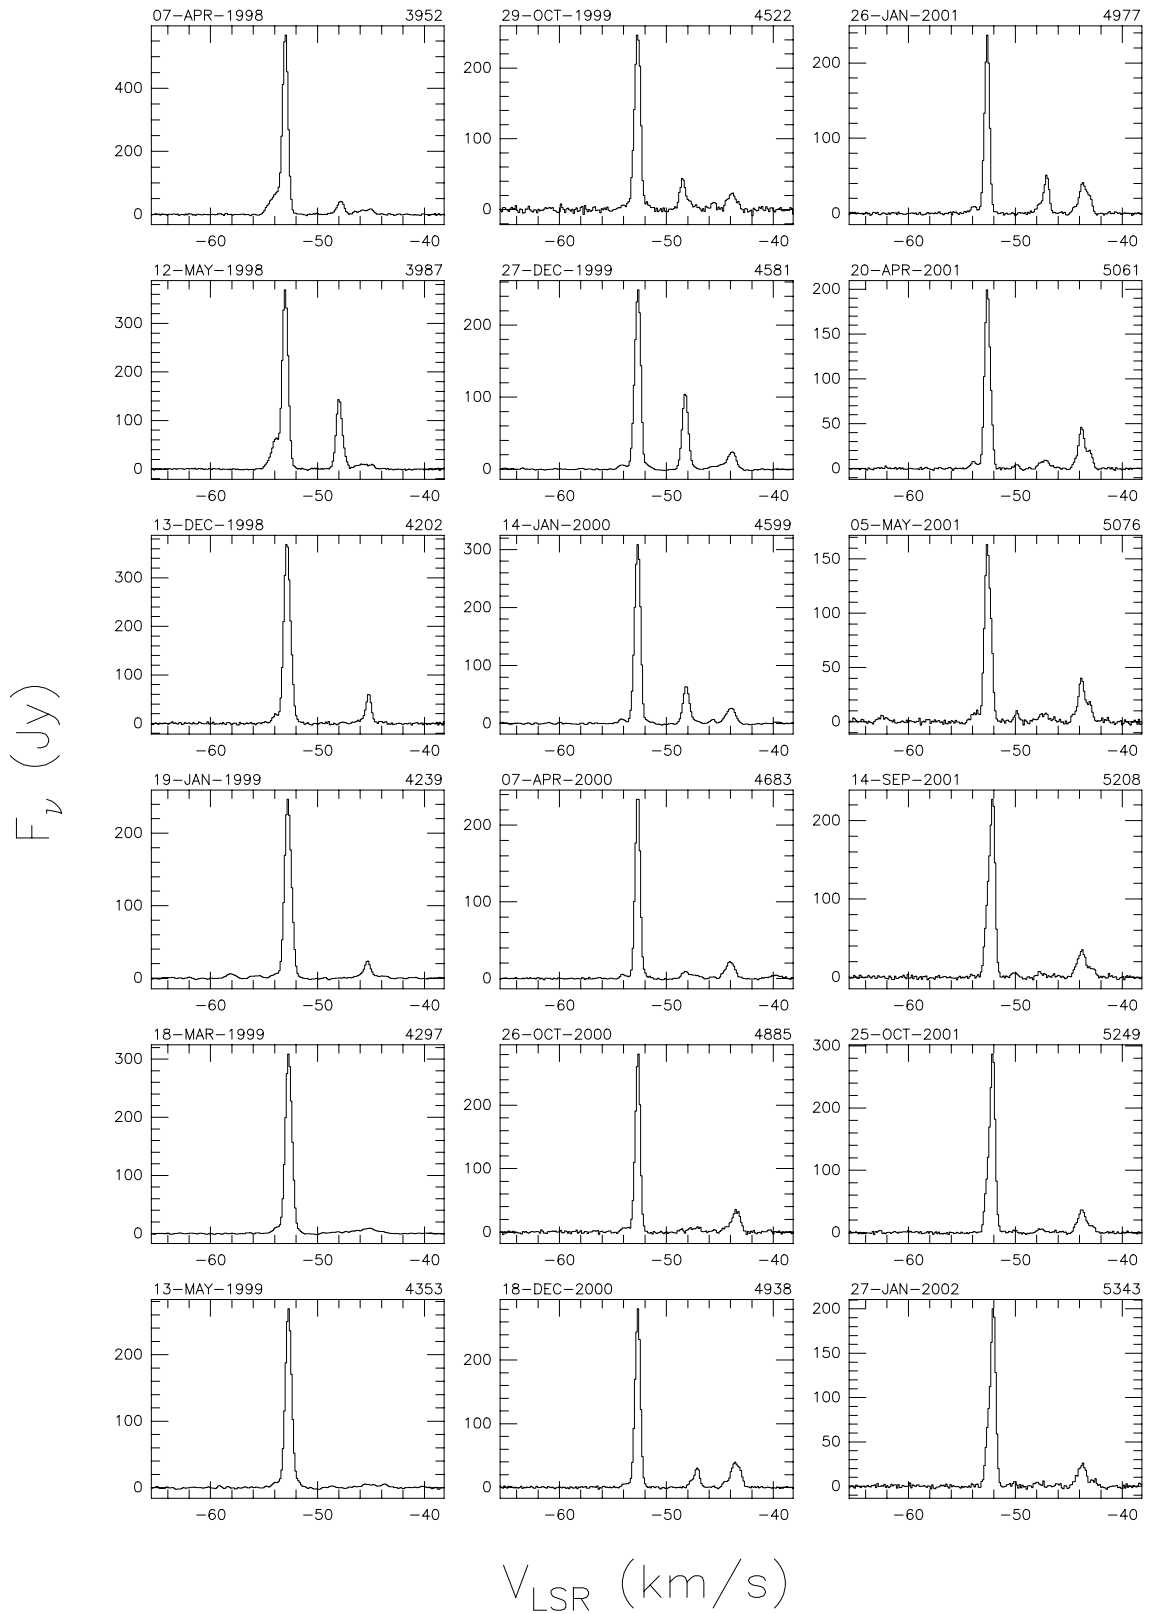 07-APR-1998 3952 29-OCT-1999 4522 26-JAN-2001 4977
400 200 0 200 100 0 200 100 0
-60 -50 -40 -60 -50 -40 -60 -50 -40
12-MAY-1998 3987 27-DEC-1999 4581 20-APR-2001 5061
300 200 100 0 200 100 0 200 150 100 50 0
-60 -50 -40 -60 -50 -40 -60 -50 -40
13-DEC-1998 4202 14-JAN-2000 4599 05-MAY-2001 5076
300 200 100 0 300 200 100 0 150 100 50 0
-60 -50 -40 -60 -50 -40 -60 -50 -40
19-JAN-1999 4239 07-APR-2000 4683 14-SEP-2001 5208
200 100 0 200 100 0 200 100 0
-60 -50 -40 -60 -50 -40 -60 -50 -40
18-MAR-1999 4297 26-OCT-2000 4885 25-OCT-2001 5249
300 200 100 0 200 100 0 300 200 100 0
-60 -50 -40 -60 -50 -40 -60 -50 -40
13-MAY-1999 4353 18-DEC-2000 4938 27-JAN-2002 5343
200 100 0 200 100 0 200 150 100 50 0
-60 -50 -40 -60 -50 -40 -60 -50 -40
Fν (Jy)
VLSR (km/s)